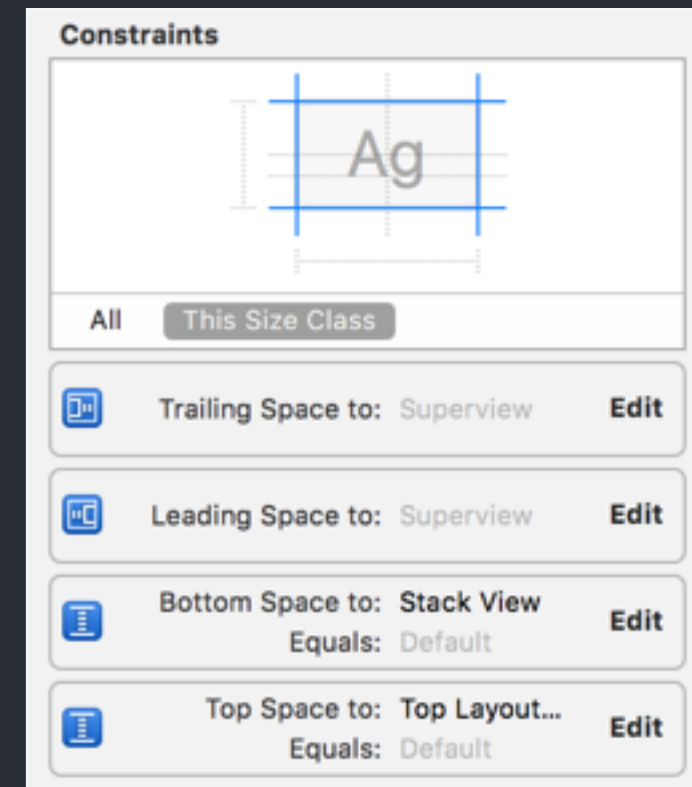 Constraints
Ag
All This Size Class
Trailing Space to: Superview Edit
Leading Space to: Superview Edit
Bottom Space to: Stack View
Equals: Default
Edit
Top Space to: Top Layout...
Equals: Default
Edit